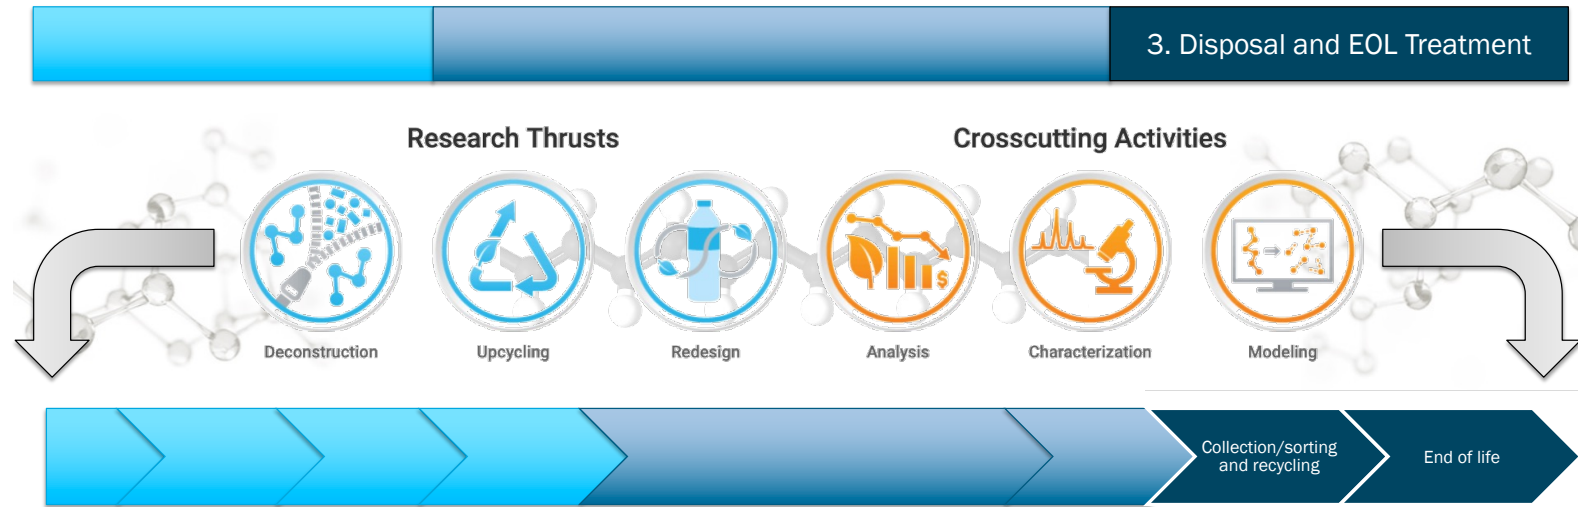 3. Disposal and EOL Treatment
Research Thrusts
Crosscutting Activities
$
Deconstruction
Upcycling
Redesign
Analysis
Characterization
Modeling
Collection/sorting
and recycling
End of life